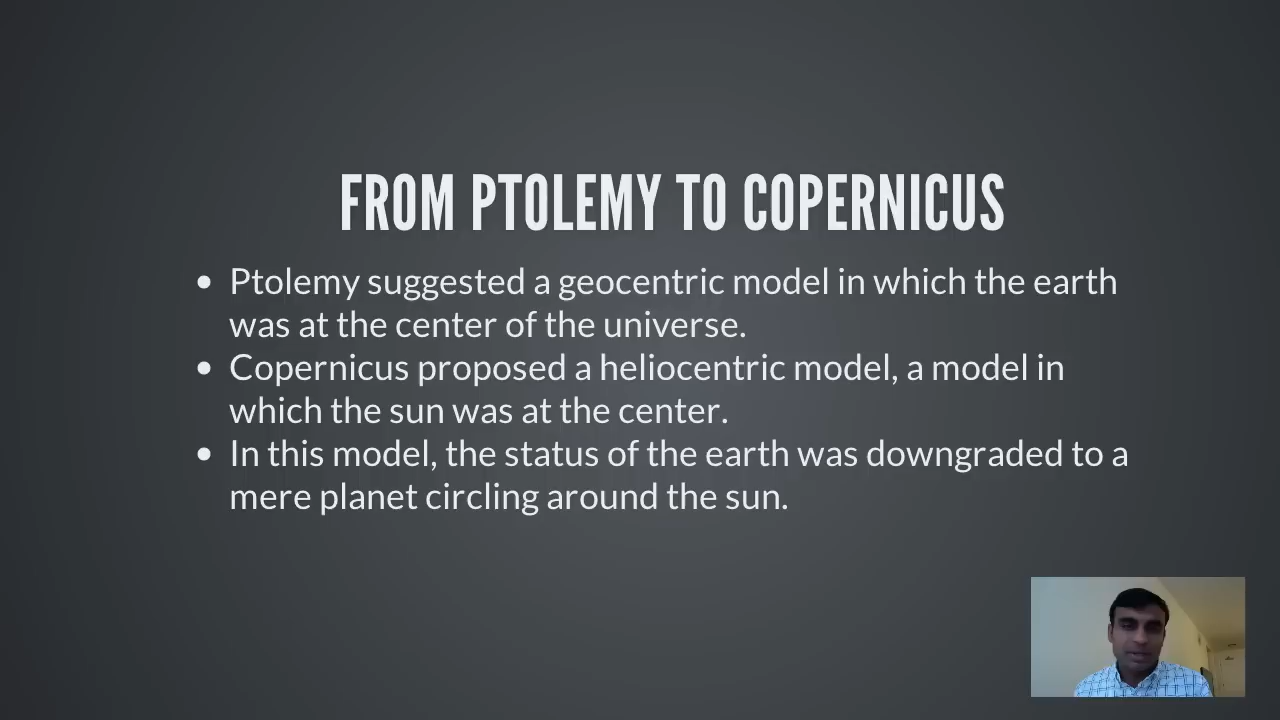 FROM PTOLEMY TO COPERNICUS
• Ptolemy suggested a geocentric model in which the earth
was at the center of the universe.
• Copernicus proposed a heliocentric model, a model in
which the sun was at the center.
• In this model, the status of the earth was downgraded to a
mere planet circling around the sun.